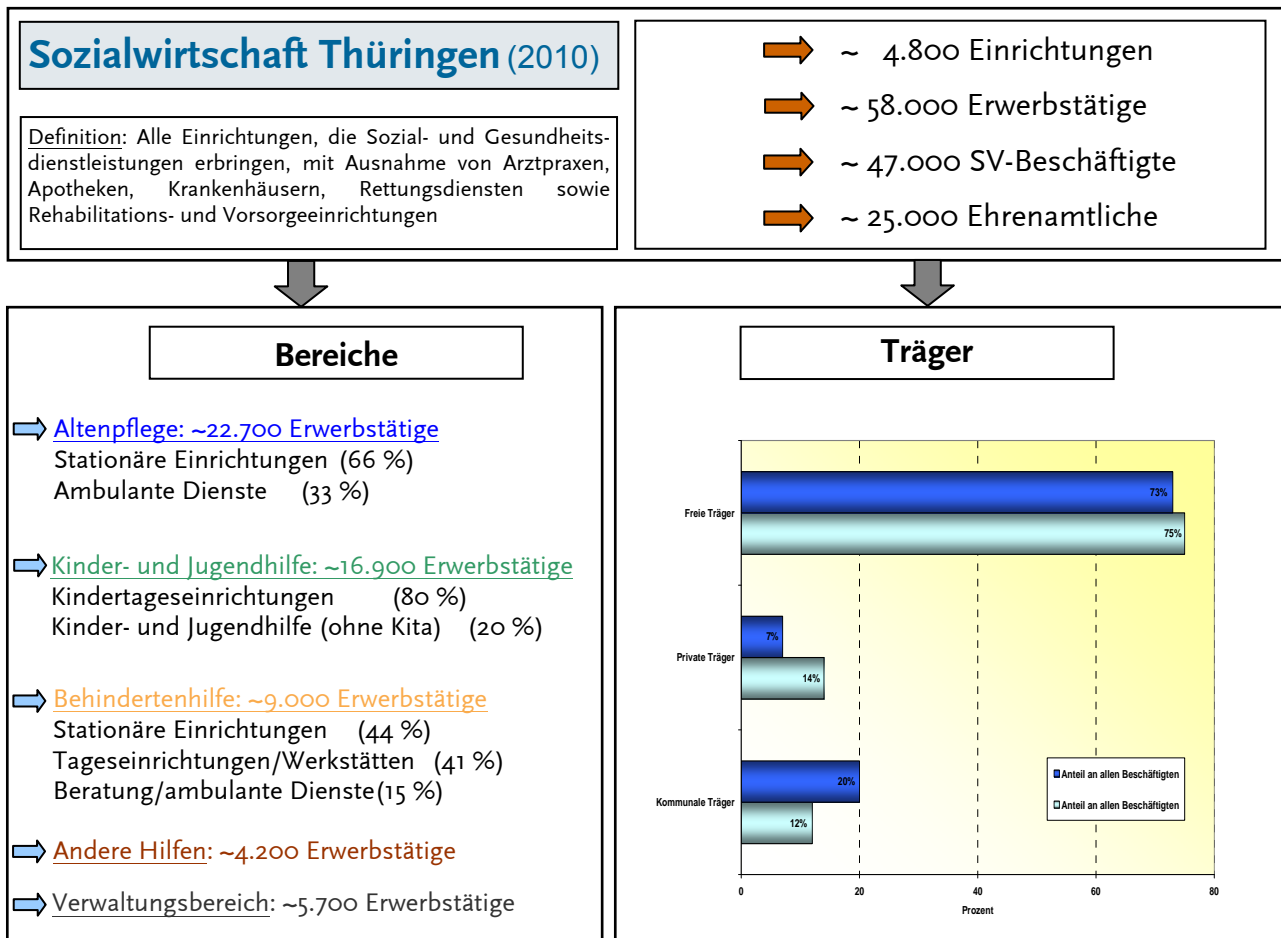 Sozialwirtschaft Thüringen (2010)
Definition: Alle Einrichtungen, die Sozial- und Gesundheits-
dienstleistungen erbringen, mit Ausnahme von Arztpraxen,
Apotheken, Krankenhäusern, Rettungsdiensten sowie
Rehabilitations- und Vorsorgeeinrichtungen
~ 4.800 Einrichtungen
~ 58.000 Erwerbstätige
~ 47.000 SV-Beschäftigte
~ 25.000 Ehrenamtliche
Bereiche
Altenpflege: ~22.700 Erwerbstätige
Stationäre Einrichtungen (66 %)
Ambulante Dienste (33 %)
Kinder- und Jugendhilfe: ~16.900 Erwerbstätige
Kindertageseinrichtungen (80 %)
Kinder- und Jugendhilfe (ohne Kita) (20 %)
Behindertenhilfe: ~9.000 Erwerbstätige
Stationäre Einrichtungen (44 %)
Tageseinrichtungen/Werkstätten (41 %)
Beratung/ambulante Dienste(15 %)
Andere Hilfen: ~4.200 Erwerbstätige
Verwaltungsbereich: ~5.700 Erwerbstätige
Träger
Freie Träger
73%
75%
Private Träger
7%
14%
Kommunale Träger
20%
12%
Anteil an allen Beschäftigten
Anteil an allen Beschäftigten
0 20 40 60 80
Prozent